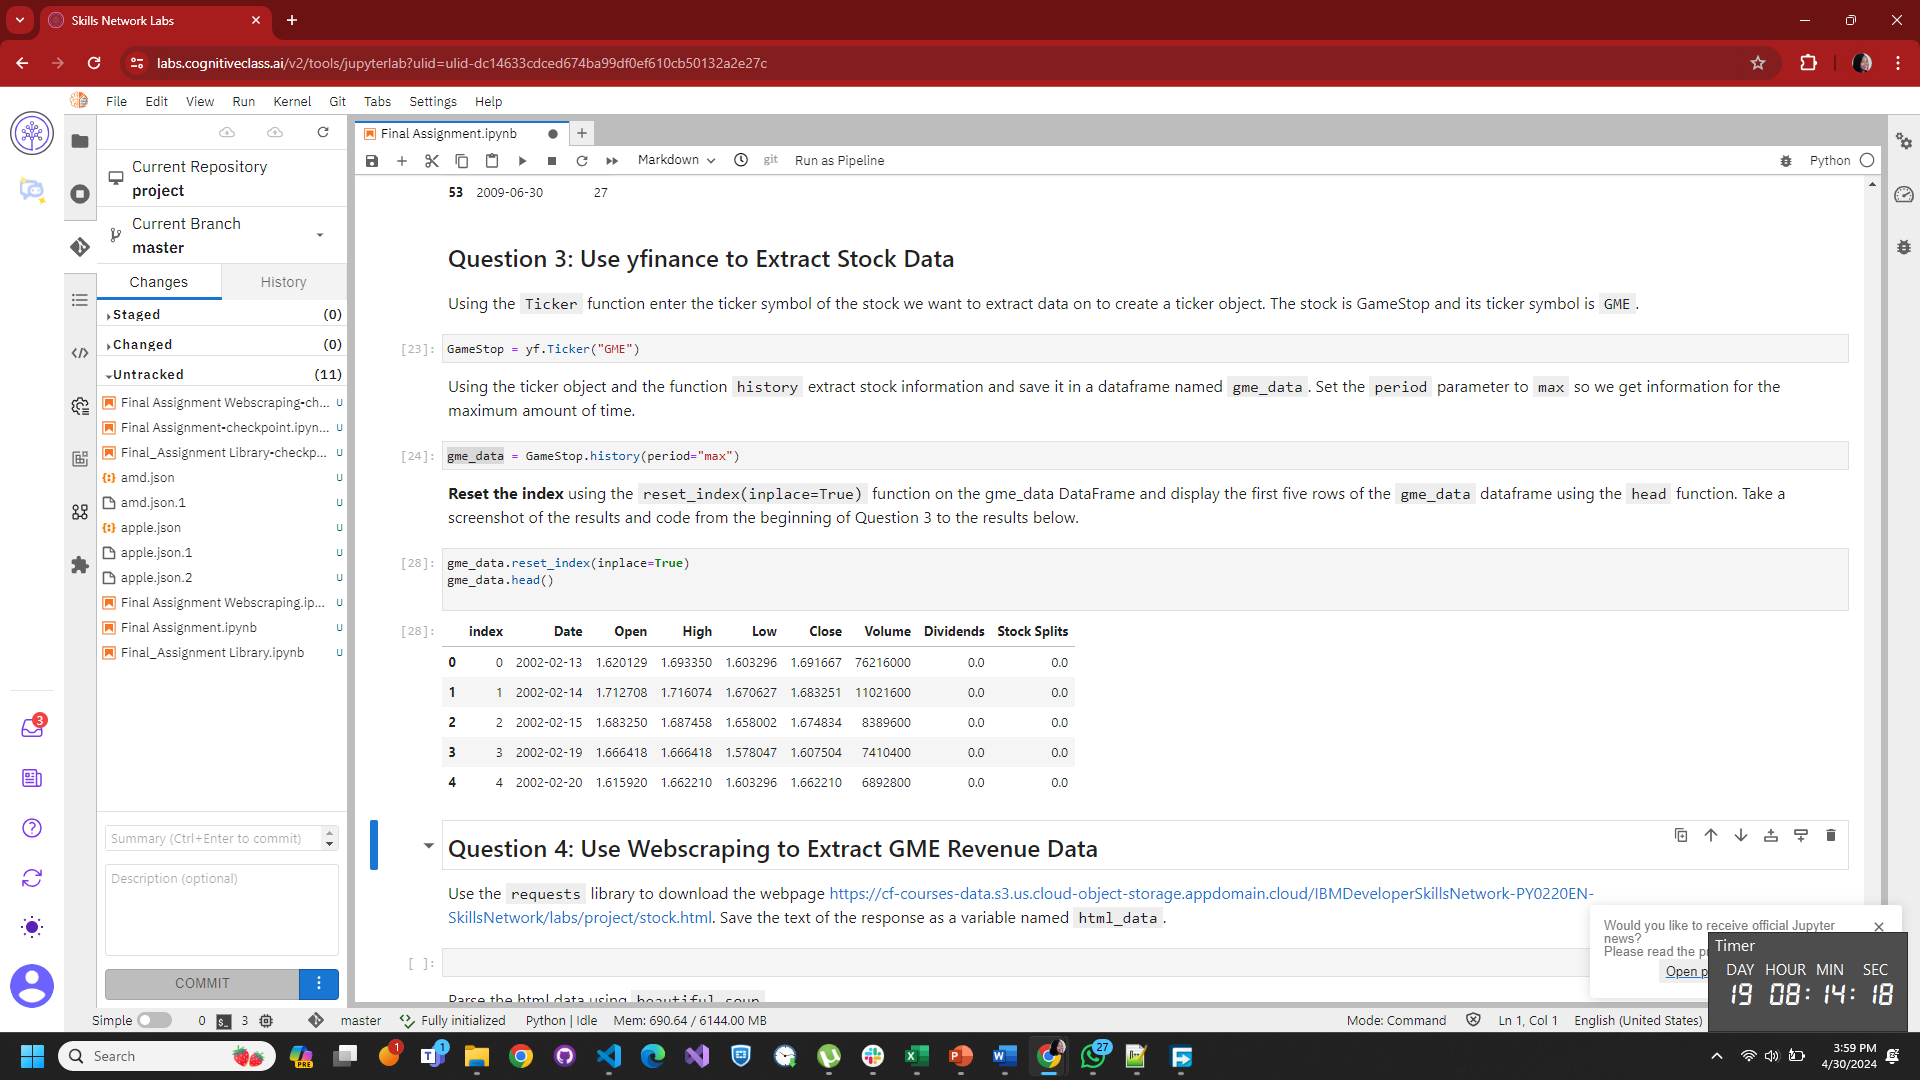 Skills Network Labs
labs.cognitiveclass.ai/v2/tools/jupyterlab?ulid=ulid-dc14633cdced674ba99df0ef610cb50132a2e27c
File Edit View Run Kernel Git Tabs Settings Help
Current Repository
project
Current Branch
master
Changes History
Staged (0)
Changed (0)
Untracked (11)
Final Assignment Webscraping-ch... U
Final Assignment-checkpoint.ipyn... U
Final_Assignment Library-checkp... U
amd.json U
amd.json.1 U
apple.json U
apple.json.1 U
apple.json.2 U
Final Assignment Webscraping.ip... U
Final Assignment.ipynb U
Final_Assignment Library.ipynb U
3
Summary (Ctrl+Enter to commit)
Description (optional)
COMMIT
Final Assignment.ipynb
Markdown git Run as Pipeline Python
53 2009-06-30 27
Question 3: Use yfinance to Extract Stock Data
Using the Ticker function enter the ticker symbol of the stock we want to extract data on to create a ticker object. The stock is GameStop and its ticker symbol is GME.
[23]: GameStop = yf.Ticker("GME")
Using the ticker object and the function history extract stock information and save it in a dataframe named gme_data. Set the period parameter to max so we get information for the
maximum amount of time.
[24]: gme_data = GameStop.history(period="max")
Reset the index using the reset_index(inplace=True) function on the gme_data DataFrame and display the first five rows of the gme_data dataframe using the head function. Take a
screenshot of the results and code from the beginning of Question 3 to the results below.
[28]: gme_data.reset_index(inplace=True)
gme_data.head()
[28]: index Date Open High Low Close Volume Dividends Stock Splits
0 0 2002-02-13 1.620129 1.693350 1.603296 1.691667 76216000 0.0 0.0
1 1 2002-02-14 1.712708 1.716074 1.670627 1.683251 11021600 0.0 0.0
2 2 2002-02-15 1.683250 1.687458 1.658002 1.674834 8389600 0.0 0.0
3 3 2002-02-19 1.666418 1.666418 1.578047 1.607504 7410400 0.0 0.0
4 4 2002-02-20 1.615920 1.662210 1.603296 1.662210 6892800 0.0 0.0
Question 4: Use Webscraping to Extract GME Revenue Data
Use the requests library to download the webpage https://cf-courses-data.s3.us.cloud-object-storage.appdomain.cloud/IBMDeveloperSkillsNetwork-PY0220EN-
SkillsNetwork/labs/project/stock.html. Save the text of the response as a variable named html_data.
[ ]:
Parse the html data using beautiful_soup
Would you like to receive official Jupyter
news?
Please read the pr
Open p
Timer
DAY HOUR MIN SEC
19 08: 14: 18
Simple 0 3 master Fully initialized Python | Idle Mem: 690.64 / 6144.00 MB Mode: Command Ln 1, Col 1 English (United States)
Search
PRE
1
1
27
3:59 PM
4/30/2024